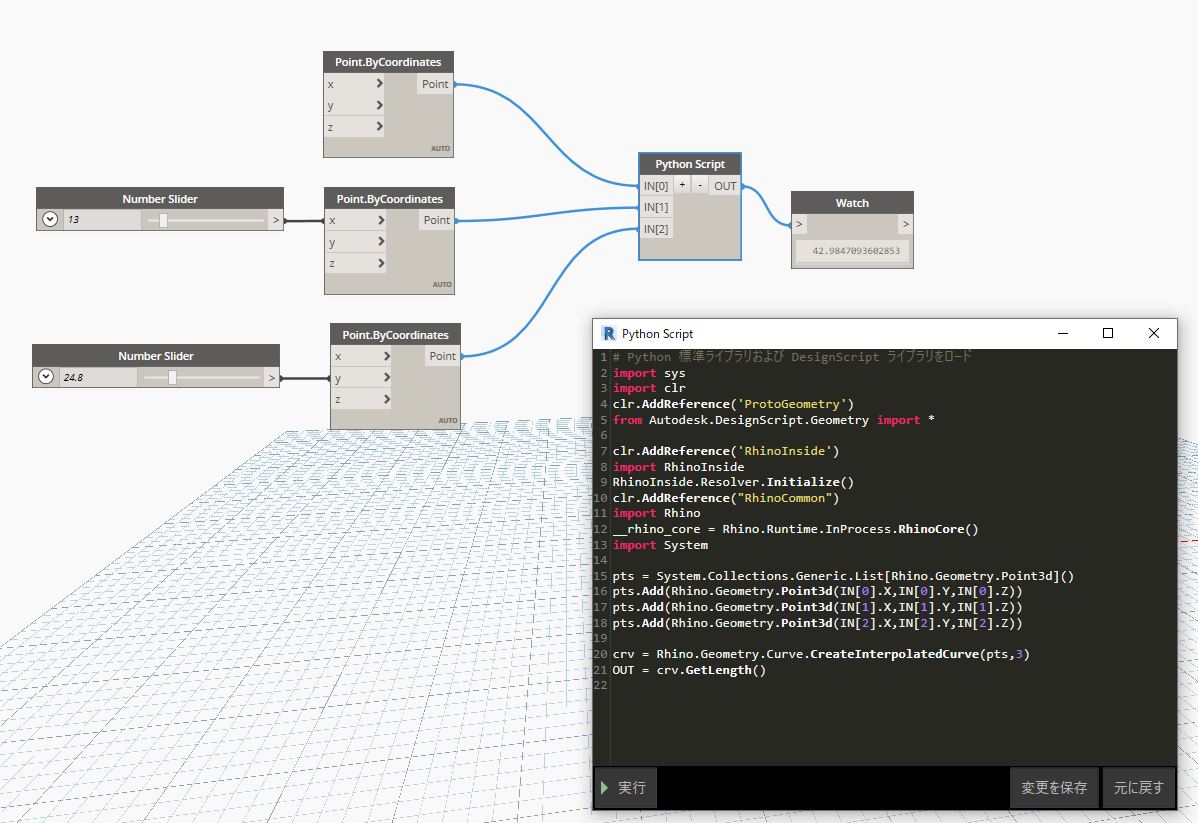 Point.ByCoordinates
x > Point
y >
z >
AUTO
Number Slider
13 >
Point.ByCoordinates
x > Point
y >
z >
AUTO
Number Slider
24.8 >
Point.ByCoordinates
x > Point
y >
z >
AUTO
Python Script
IN[0] + - OUT
IN[1]
IN[2]
Watch
> >
42.9847093602853
R Python Script
1 # Python 標準ライブラリおよび DesignScript ライブラリをロード
2 import sys
3 import clr
4 clr.AddReference('ProtoGeometry')
5 from Autodesk.DesignScript.Geometry import *
6
7 clr.AddReference('RhinoInside')
8 import RhinoInside
9 RhinoInside.Resolver.Initialize()
10 clr.AddReference("RhinoCommon")
11 import Rhino
12 __rhino_core = Rhino.Runtime.InProcess.RhinoCore()
13 import System
14
15 pts = System.Collections.Generic.List[Rhino.Geometry.Point3d]()
16 pts.Add(Rhino.Geometry.Point3d(IN[0].X,IN[0].Y,IN[0].Z))
17 pts.Add(Rhino.Geometry.Point3d(IN[1].X,IN[1].Y,IN[1].Z))
18 pts.Add(Rhino.Geometry.Point3d(IN[2].X,IN[2].Y,IN[2].Z))
19
20 crv = Rhino.Geometry.Curve.CreateInterpolatedCurve(pts,3)
21 OUT = crv.GetLength()
22
実行
変更を保存
元に戻す